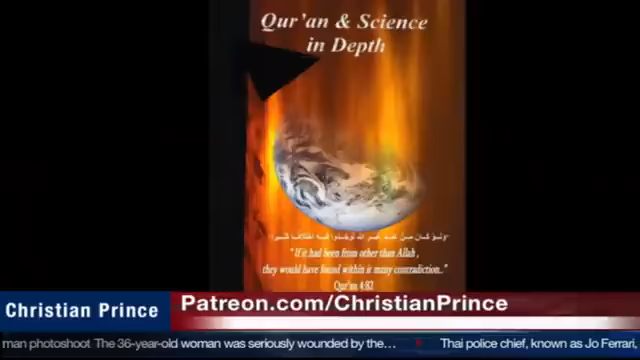 Qur'an & Science
in Depth
" If it had been from other than Allah ,
they would have found within it many contradiction.."
Qur'an 4:82
Christian Prince
Patreon.com/ChristianPrince
man photoshoot The 36-year-old woman was seriously wounded by the… Thai police chief, known as Jo Ferrari,